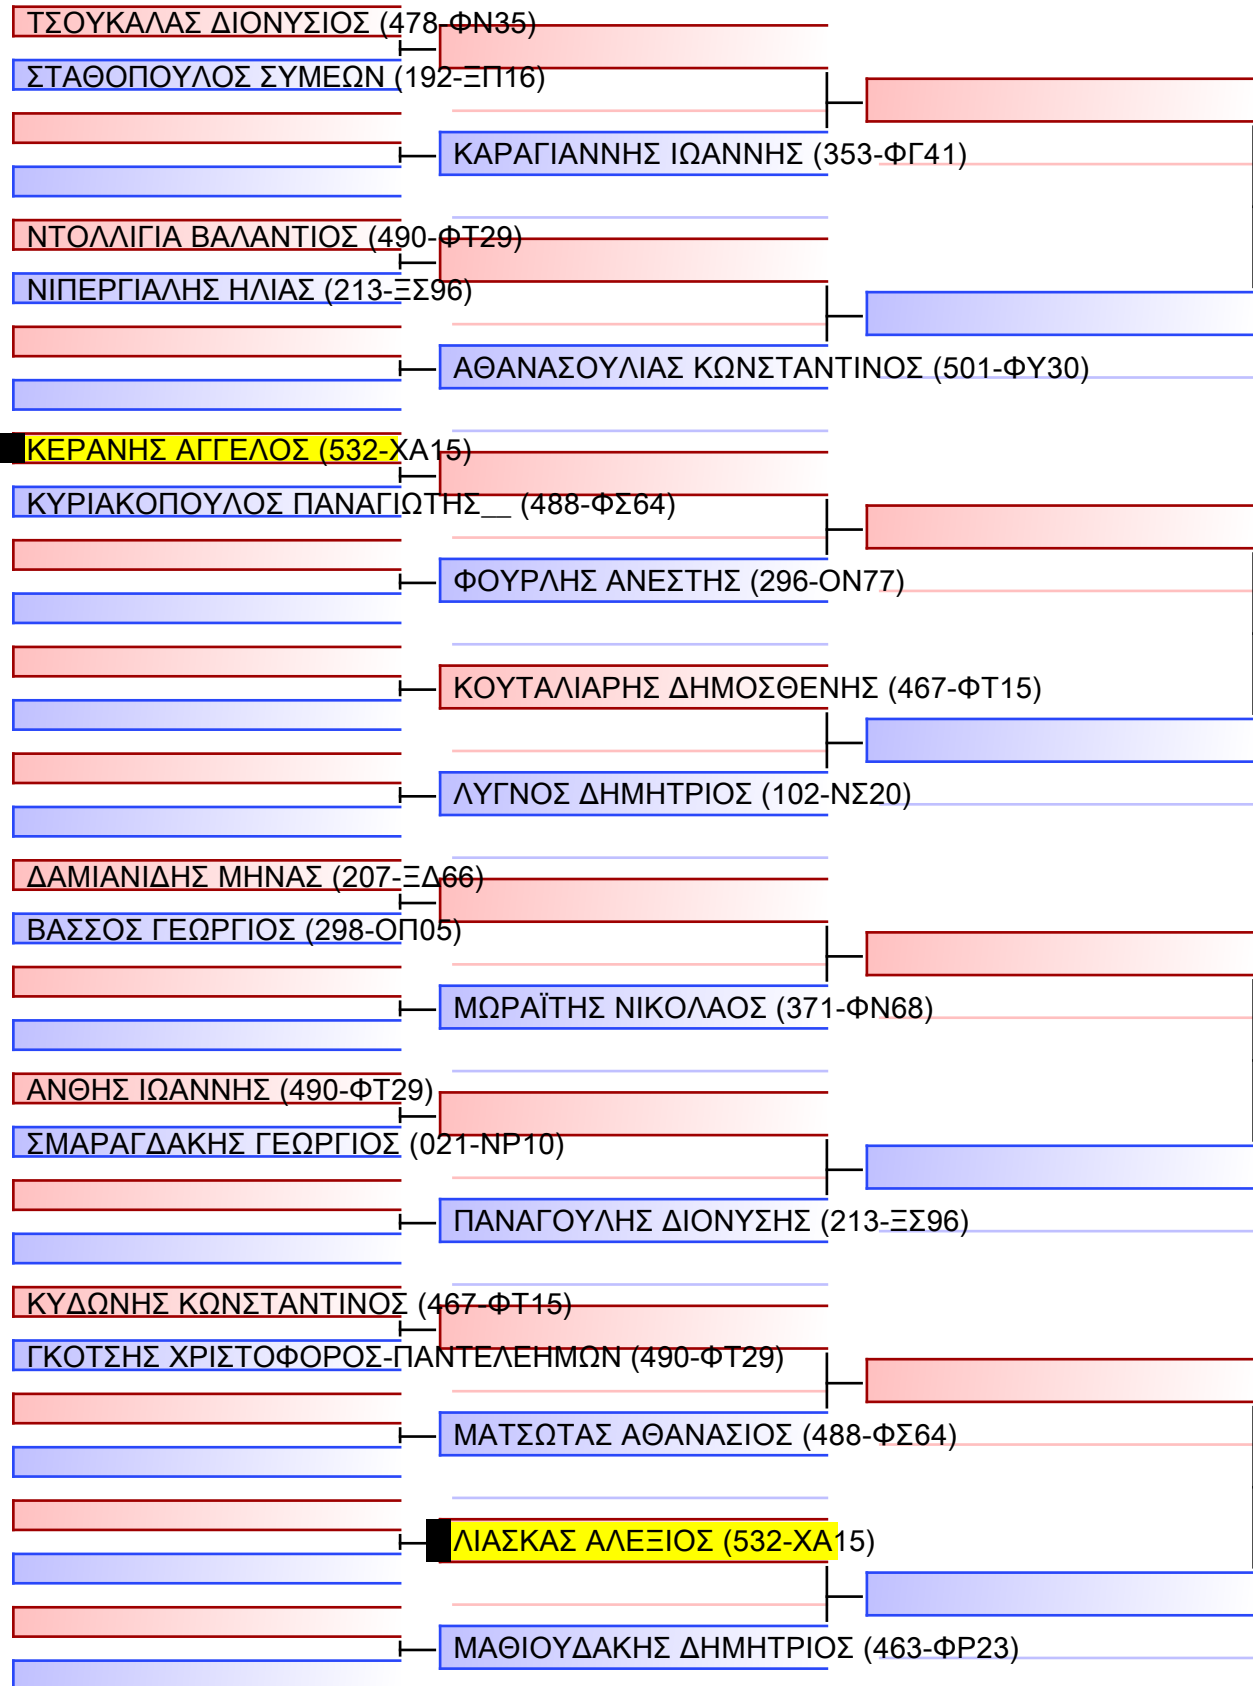 ΤΣΟΥΚΑΛΑΣ ΔΙΟΝΥΣΙΟΣ (478-ΦΝ35)
ΣΤΑΘΟΠΟΥΛΟΣ ΣΥΜΕΩΝ (192-ΞΠ16)
ΚΑΡΑΓΙΑΝΝΗΣ ΙΩΑΝΝΗΣ (353-ΦΓ41)
ΝΤΟΛΛΙΓΙΑ ΒΑΛΑΝΤΙΟΣ (490-ΦΤ29)
ΝΙΠΕΡΓΙΑΛΗΣ ΗΛΙΑΣ (213-ΞΣ96)
ΑΘΑΝΑΣΟΥΛΙΑΣ ΚΩΝΣΤΑΝΤΙΝΟΣ (501-ΦΥ30)
ΚΕΡΑΝΗΣ ΑΓΓΕΛΟΣ (532-ΧΑ15)
ΚΥΡΙΑΚΟΠΟΥΛΟΣ ΠΑΝΑΓΙΩΤΗΣ__ (488-ΦΣ64)
ΦΟΥΡΛΗΣ ΑΝΕΣΤΗΣ (296-ΟΝ77)
ΚΟΥΤΑΛΙΑΡΗΣ ΔΗΜΟΣΘΕΝΗΣ (467-ΦΤ15)
ΛΥΓΝΟΣ ΔΗΜΗΤΡΙΟΣ (102-ΝΣ20)
ΔΑΜΙΑΝΙΔΗΣ ΜΗΝΑΣ (207-ΞΔ66)
ΒΑΣΣΟΣ ΓΕΩΡΓΙΟΣ (298-ΟΠ05)
ΜΩΡΑΪΤΗΣ ΝΙΚΟΛΑΟΣ (371-ΦΝ68)
ΑΝΘΗΣ ΙΩΑΝΝΗΣ (490-ΦΤ29)
ΣΜΑΡΑΓΔΑΚΗΣ ΓΕΩΡΓΙΟΣ (021-ΝΡ10)
ΠΑΝΑΓΟΥΛΗΣ ΔΙΟΝΥΣΗΣ (213-ΞΣ96)
ΚΥΔΩΝΗΣ ΚΩΝΣΤΑΝΤΙΝΟΣ (467-ΦΤ15)
ΓΚΟΤΣΗΣ ΧΡΙΣΤΟΦΟΡΟΣ-ΠΑΝΤΕΛΕΗΜΩΝ (490-ΦΤ29)
ΜΑΤΣΩΤΑΣ ΑΘΑΝΑΣΙΟΣ (488-ΦΣ64)
ΛΙΑΣΚΑΣ ΑΛΕΞΙΟΣ (532-ΧΑ15)
ΜΑΘΙΟΥΔΑΚΗΣ ΔΗΜΗΤΡΙΟΣ (463-ΦΡ23)